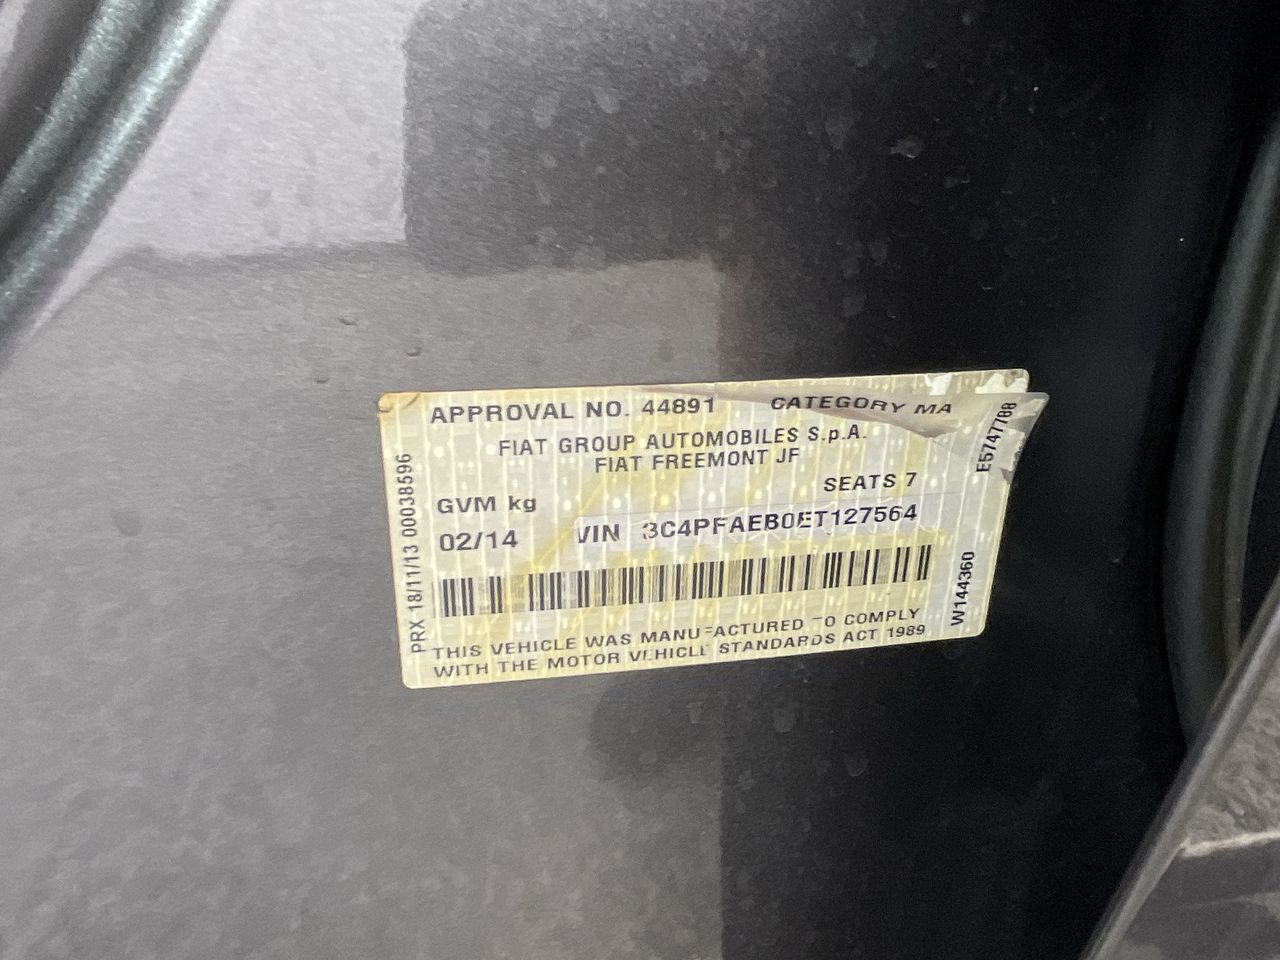 APPROVAL NO. 44891 CATEGORY MA
FIAT GROUP AUTOMOBILES S.p.A.
FIAT FREEMONT JF
SEATS 7
GVM kg
02/14 VIN 3C4PFAEB0ET127564
THIS VEHICLE WAS MANUFACTURED TO COMPLY
WITH THE MOTOR VEHICLE STANDARDS ACT 1989
PRX 18/11/13 00038596
E5747788
W144360